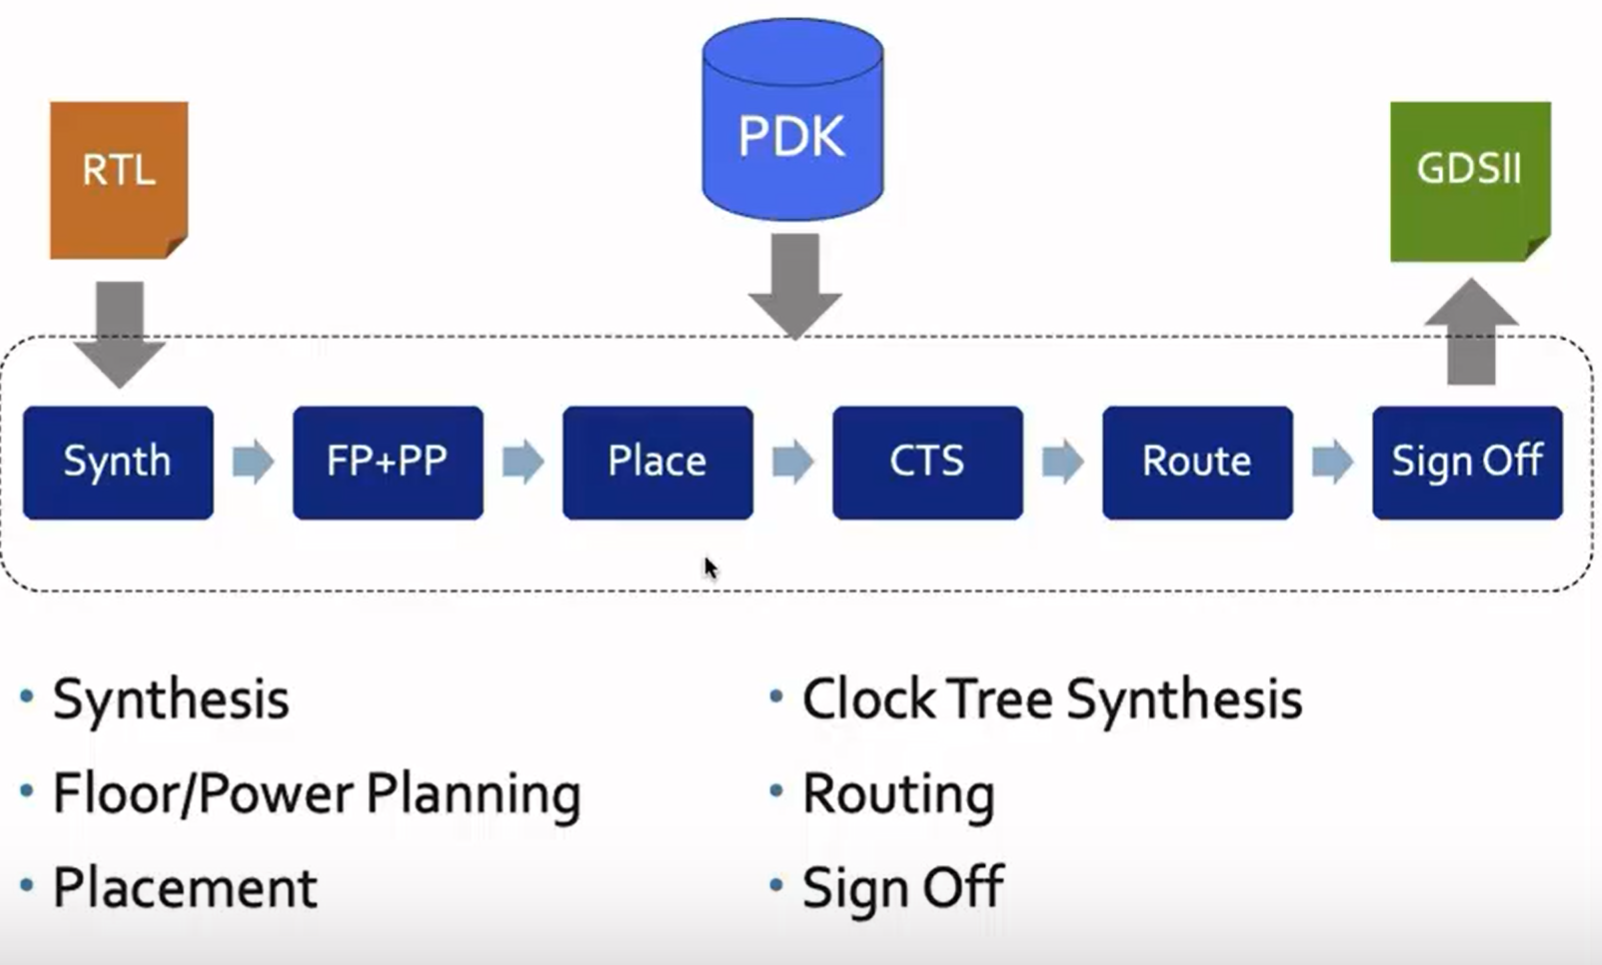 PDK
RTL
GDSII
Synth
FP+PP
Place
CTS
Route
Sign Off
• Synthesis
• Floor/Power Planning
• Placement
• Clock Tree Synthesis
• Routing
• Sign Off